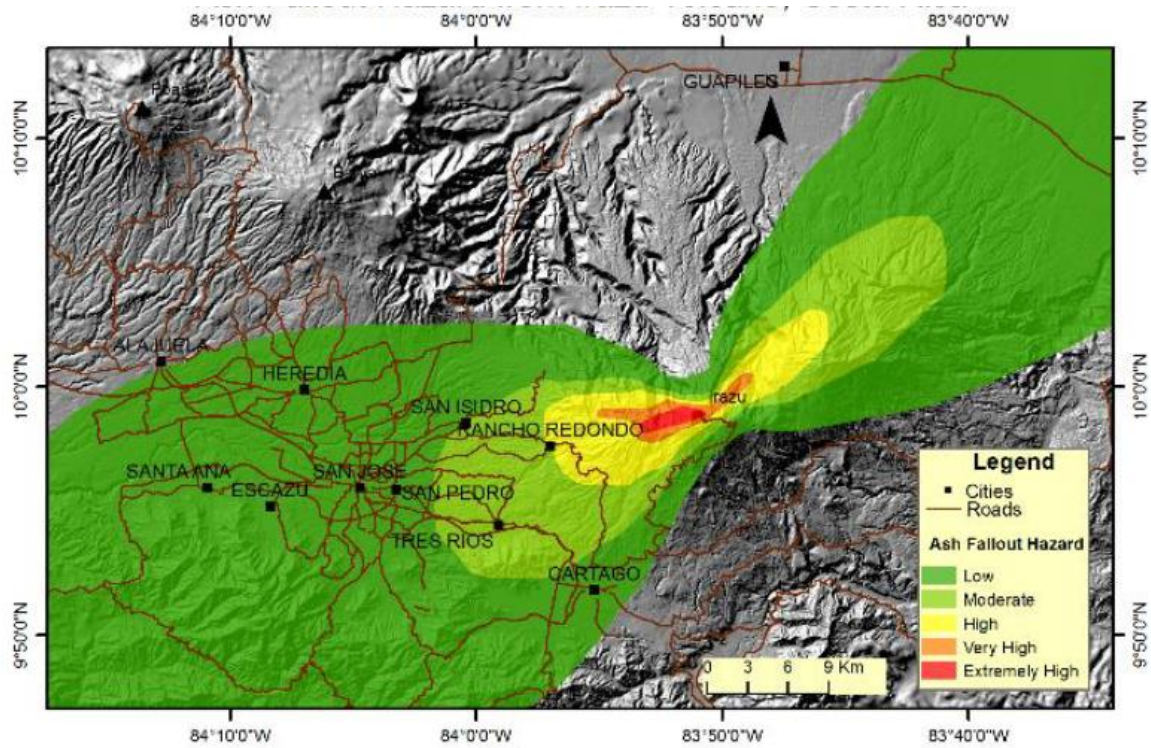 84°10'0"W 84°0'0"W 83°50'0"W 83°40'0"W
GUAPILES
10°10'0"N
10°10'0"N
ALAJUELA
HEREDIA
10°0'0"N
10°0'0"N
razu
SAN ISIDRO
RANCHO REDONDO
SANTA ANA
SAN JOSE
ESCAZU
SAN PEDRO
TRES RIOS
CARTAGO
9°50'0"N
9°50'0"N
Legend
Cities
Roads
Ash Fallout Hazard
Low
Moderate
High
Very High
Extremely High
0 3 6 9 Km
84°10'0"W 84°0'0"W 83°50'0"W 83°40'0"W